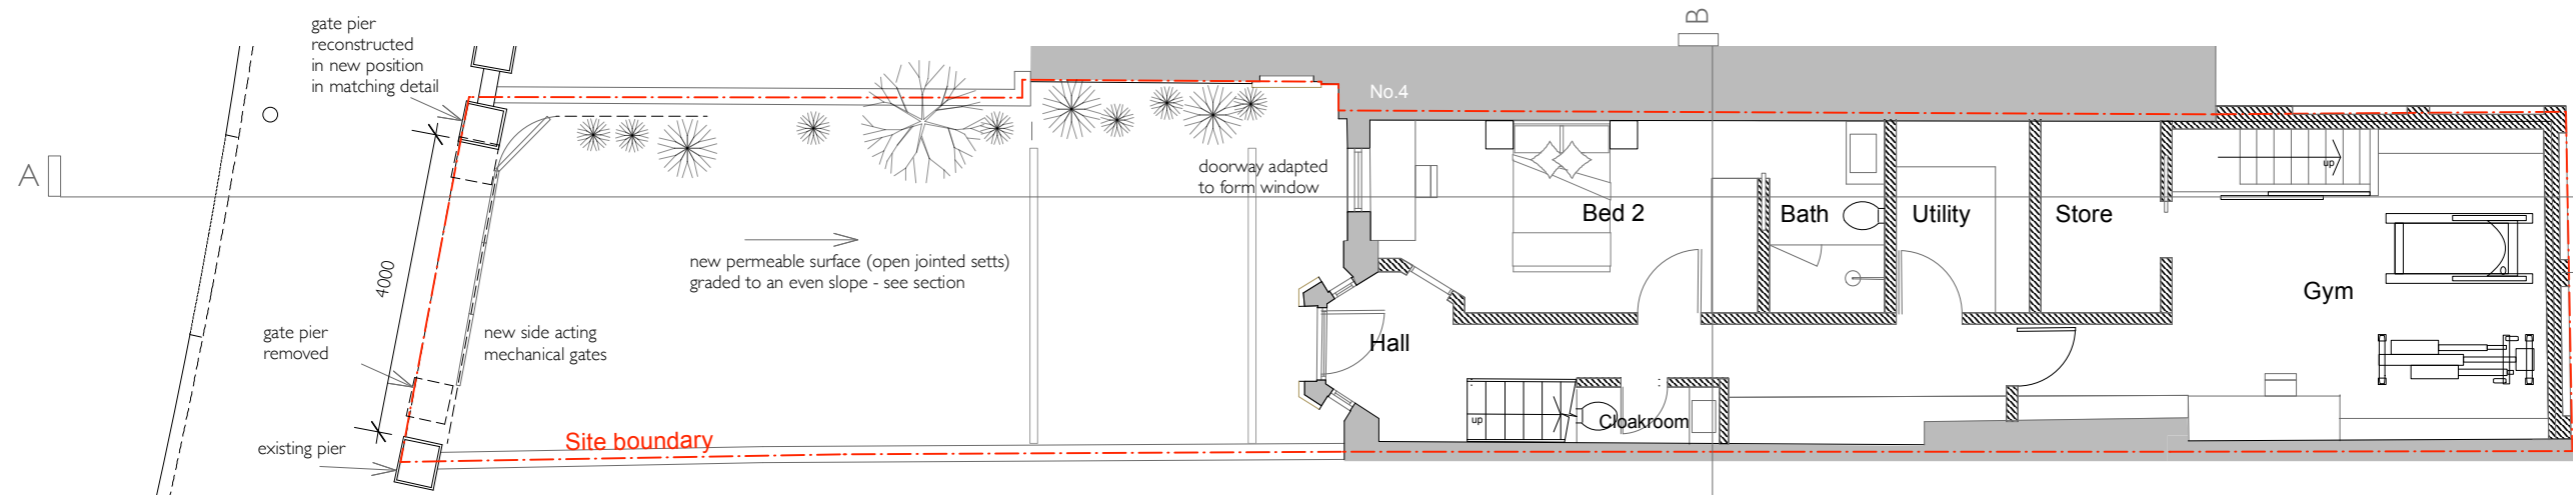 gate pier
reconstructed
in new position
in matching detail
B
No.4
A
doorway adapted
to form window
up
Bed 2
Bath
Utility
Store
new permeable surface (open jointed setts)
graded to an even slope - see section
4000
Gym
gate pier
removed
new side acting
mechanical gates
Hall
up
Cloakroom
Site boundary
existing pier